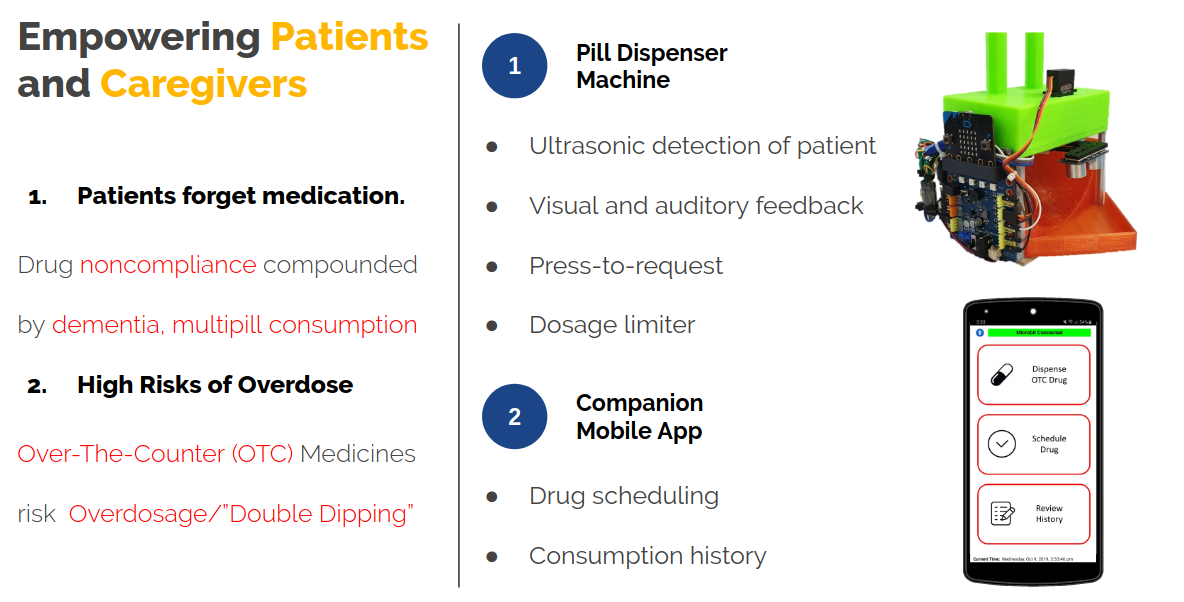 Empowering Patients
and Caregivers
1. Patients forget medication.
Drug noncompliance compounded
by dementia, multipill consumption
2. High Risks of Overdose
Over-The-Counter (OTC) Medicines
risk Overdosage/”Double Dipping”
1
Pill Dispenser
Machine
● Ultrasonic detection of patient
● Visual and auditory feedback
● Press-to-request
● Dosage limiter
2
Companion
Mobile App
● Drug scheduling
● Consumption history
Microbit Connected
Dispense
OTC Drug
Schedule
Drug
Review
History
Current Time: Wednesday, Oct 9, 2019, 3:33:46 pm